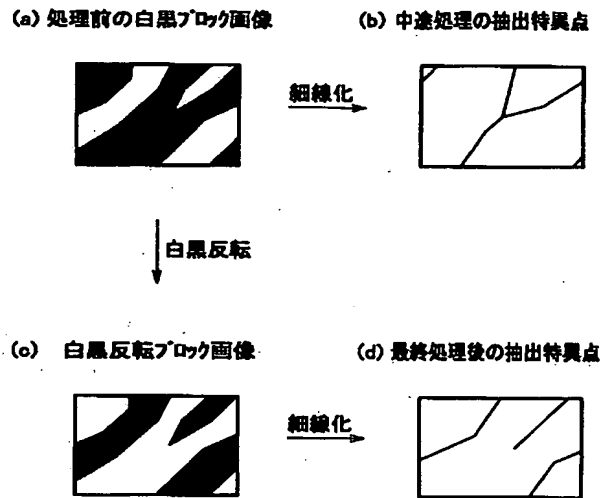 (a) 処理前の白黒ブロック画像
(b) 中途処理の抽出特異点
細線化
白黒反転
(c) 白黒反転ブロック画像
(d) 最終処理後の抽出特異点
細線化